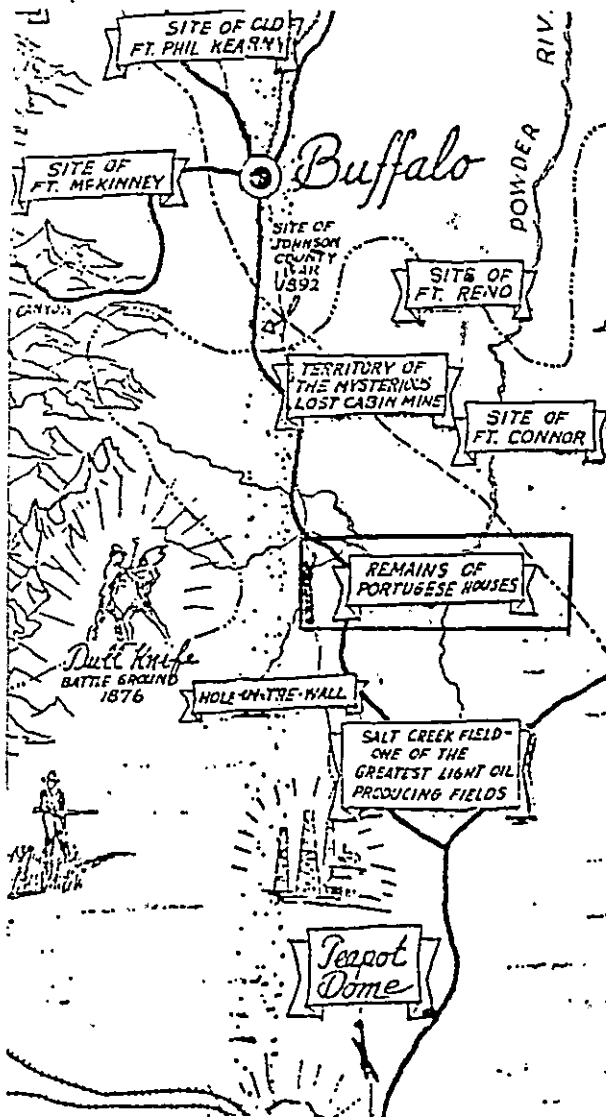 SITE OF OLD
FT. PHIL KEARNY
POWDER RIV.
Buffalo
SITE OF
FT. McKINNEY
SITE OF
JOHNSON
COUNTY
WAR
1892
SITE OF
FT. RENO
CANYON
TERRITORY OF
THE MYSTERIOUS
LOST CABIN MINE
SITE OF
FT. CONNOR
REMAINS OF
PORTUGESE HOUSES
Dull Knife
BATTLE GROUND
1876
HOLE-IN-THE-WALL
SALT CREEK FIELD-
ONE OF THE
GREATEST LIGHT OIL
PRODUCING FIELDS
Teapot
Dome